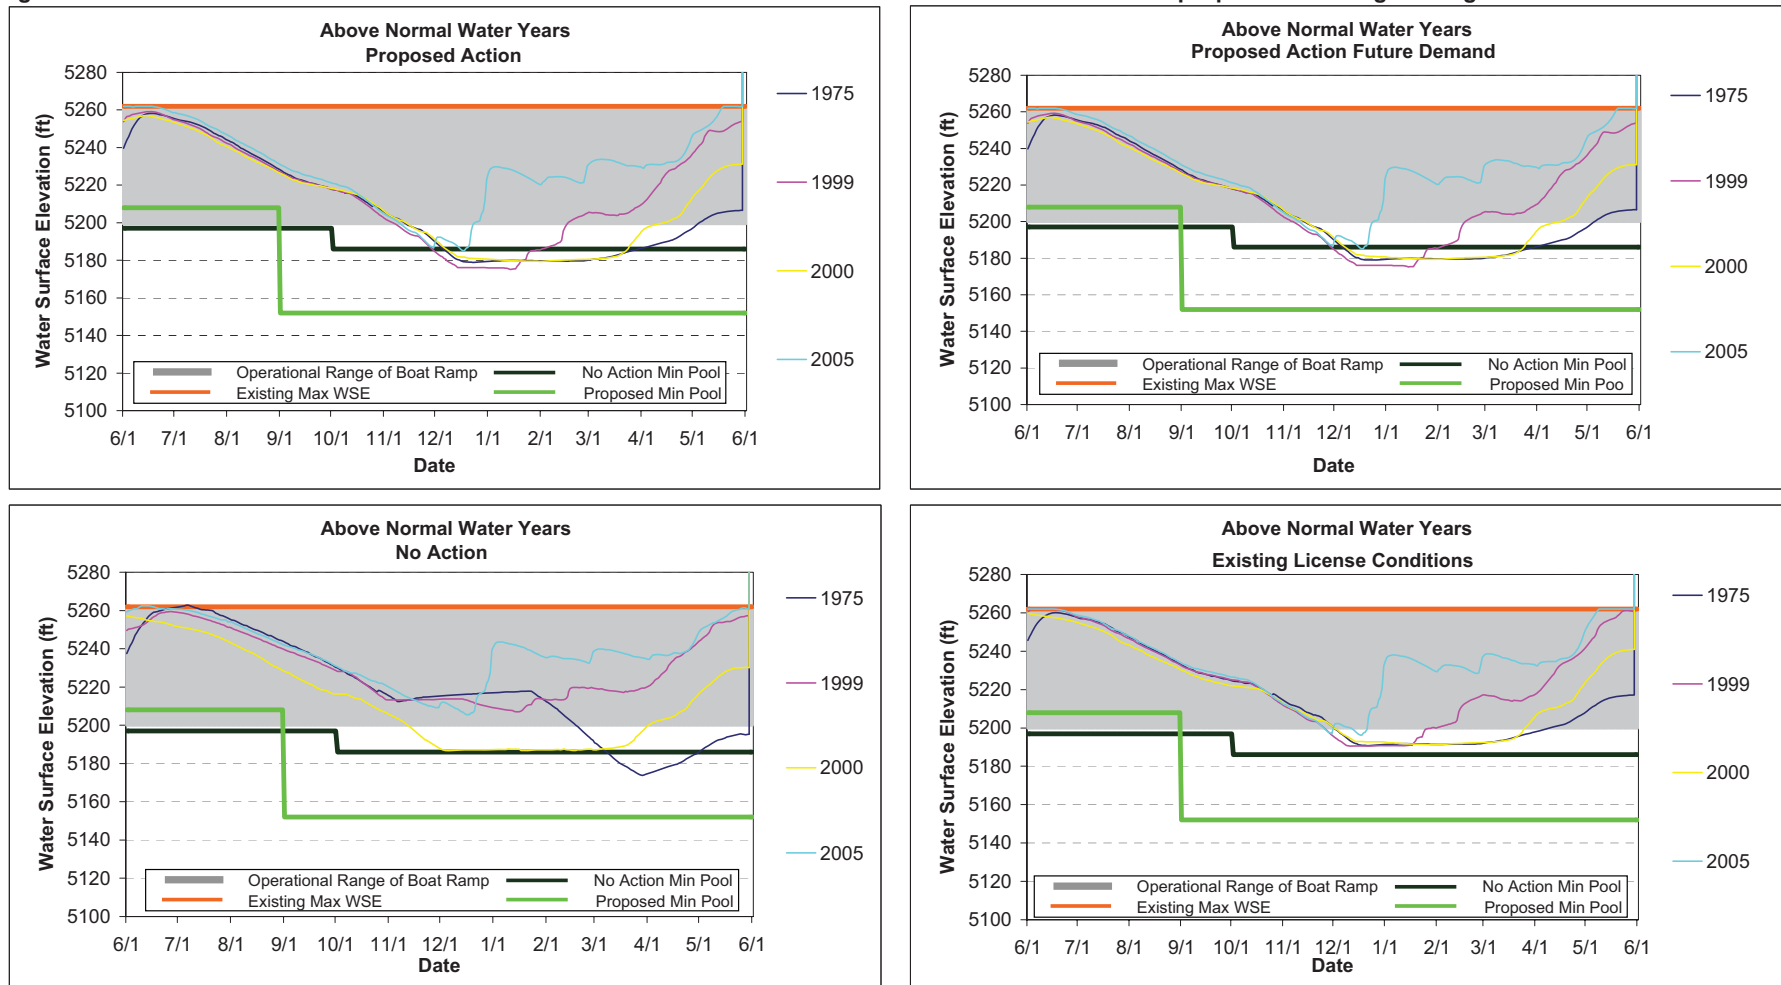 Above Normal Water Years
Proposed Action
Water Surface Elevation (ft)
5280
5260
5240
5220
5200
5180
5160
5140
5120
5100
6/1 7/1 8/1 9/1 10/1 11/1 12/1 1/1 2/1 3/1 4/1 5/1 6/1
Date
Operational Range of Boat Ramp No Action Min Pool
Existing Max WSE Proposed Min Pool
1975
1999
2000
2005
Above Normal Water Years
Proposed Action Future Demand
Water Surface Elevation (ft)
5280
5260
5240
5220
5200
5180
5160
5140
5120
5100
6/1 7/1 8/1 9/1 10/1 11/1 12/1 1/1 2/1 3/1 4/1 5/1 6/1
Date
Operational Range of Boat Ramp No Action Min Pool
Existing Max WSE Proposed Min Poo
1975
1999
2000
2005
Above Normal Water Years
No Action
Water Surface Elevation (ft)
5280
5260
5240
5220
5200
5180
5160
5140
5120
5100
6/1 7/1 8/1 9/1 10/1 11/1 12/1 1/1 2/1 3/1 4/1 5/1 6/1
Date
Operational Range of Boat Ramp No Action Min Pool
Existing Max WSE Proposed Min Pool
1975
1999
2000
2005
Above Normal Water Years
Existing License Conditions
Water Surface Elevation (ft)
5280
5260
5240
5220
5200
5180
5160
5140
5120
5100
6/1 7/1 8/1 9/1 10/1 11/1 12/1 1/1 2/1 3/1 4/1 5/1 6/1
Date
Operational Range of Boat Ramp No Action Min Pool
Existing Max WSE Proposed Min Pool
1975
1999
2000
2005